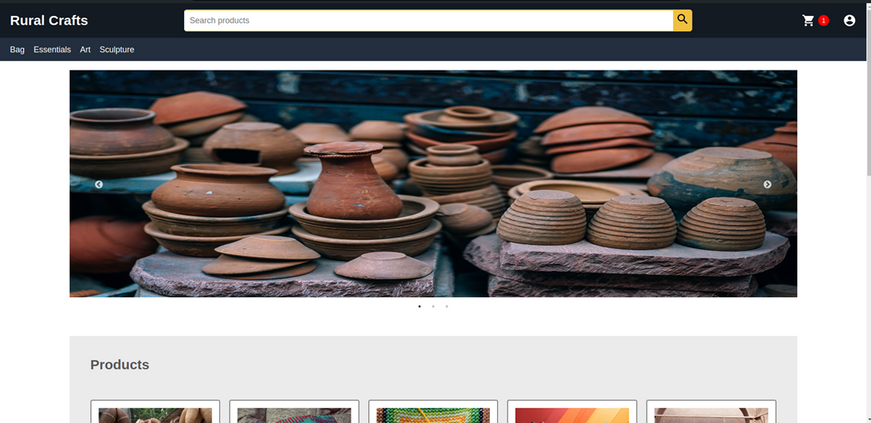 Rural Crafts
Search products
1
Bag Essentials Art Sculpture
Products